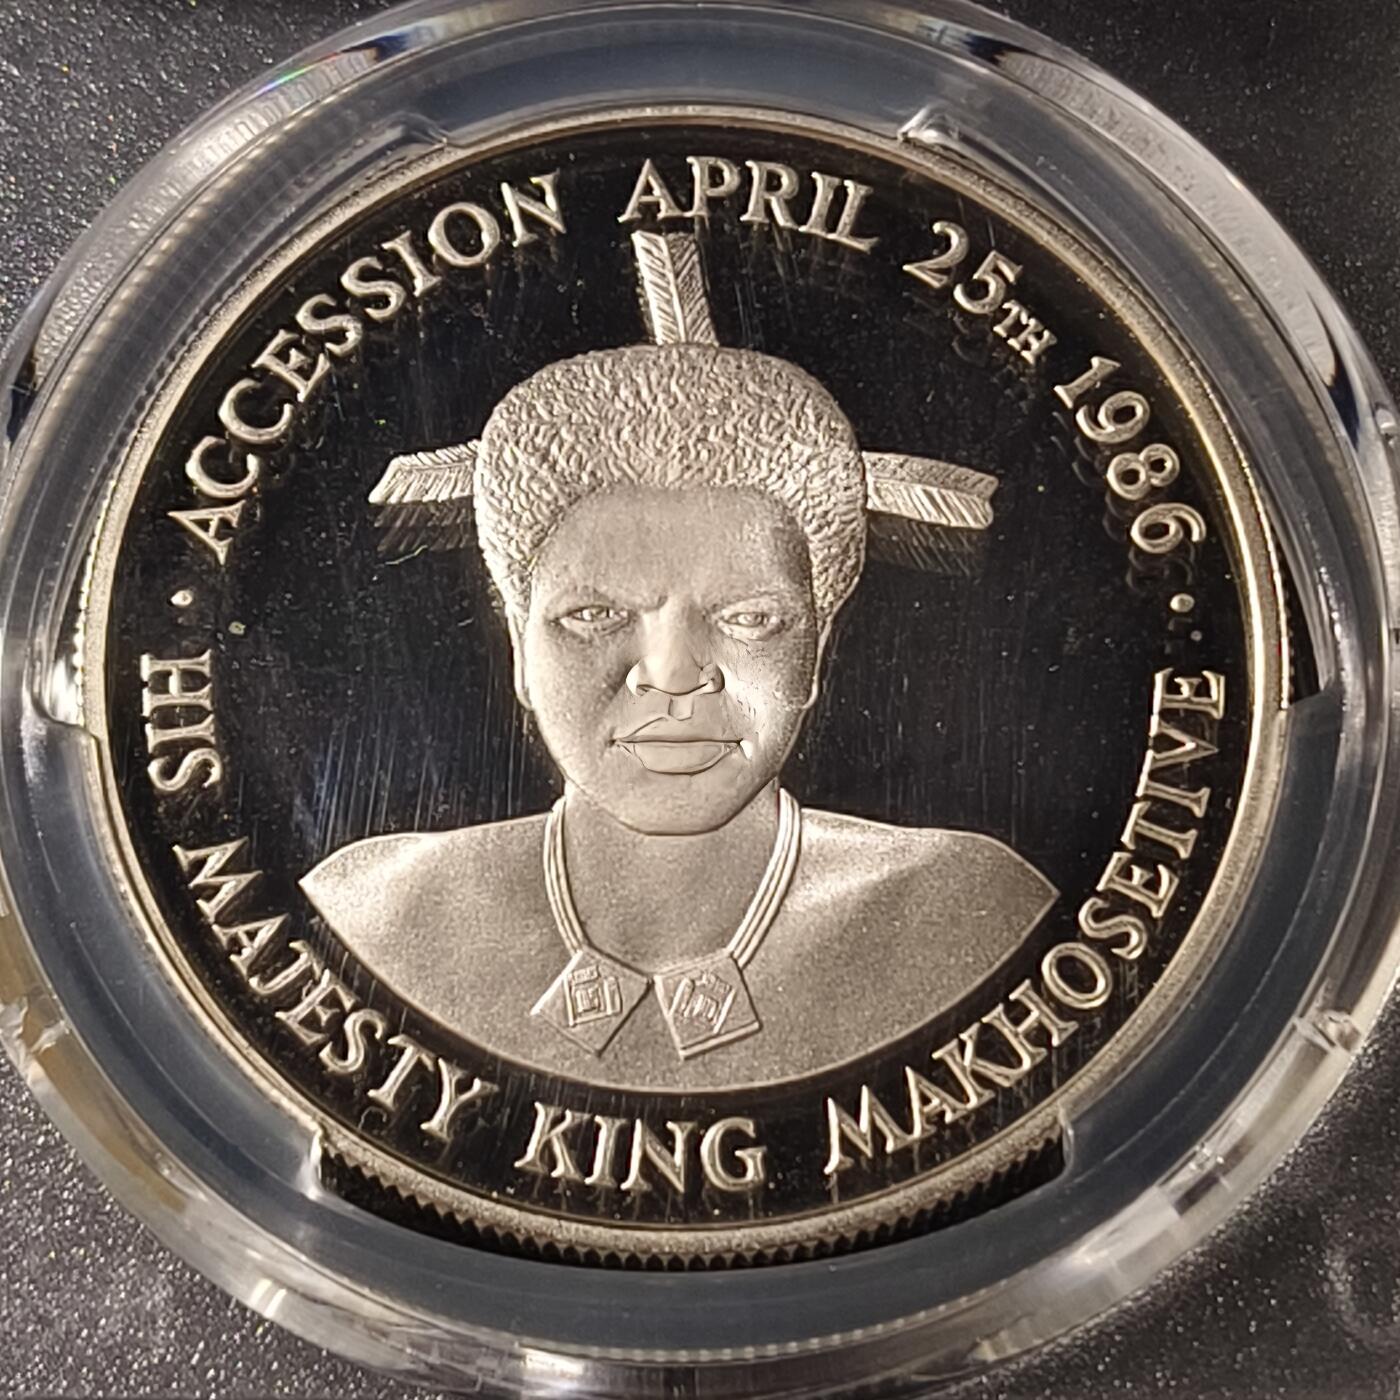 · ACCESSION APRIL 25TH 1986 ·
HIS MAJESTY KING MAKHOSETIVE